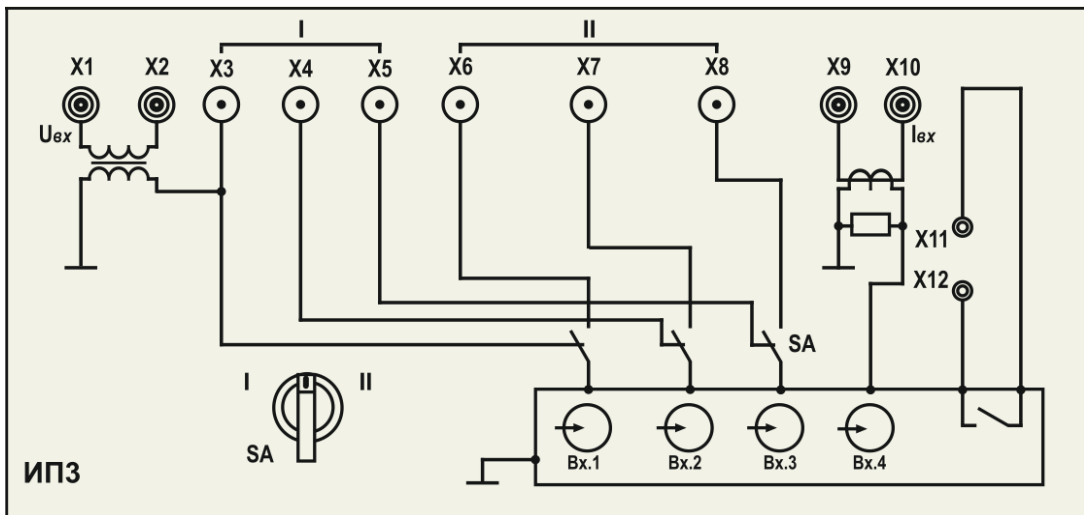 I II
X1 X2 X3 X4 X5 X6 X7 X8 X9 X10
Uвх Iвх
X11
X12
SA
I II
SA
Вх.1 Вх.2 Вх.3 Вх.4
ИП3